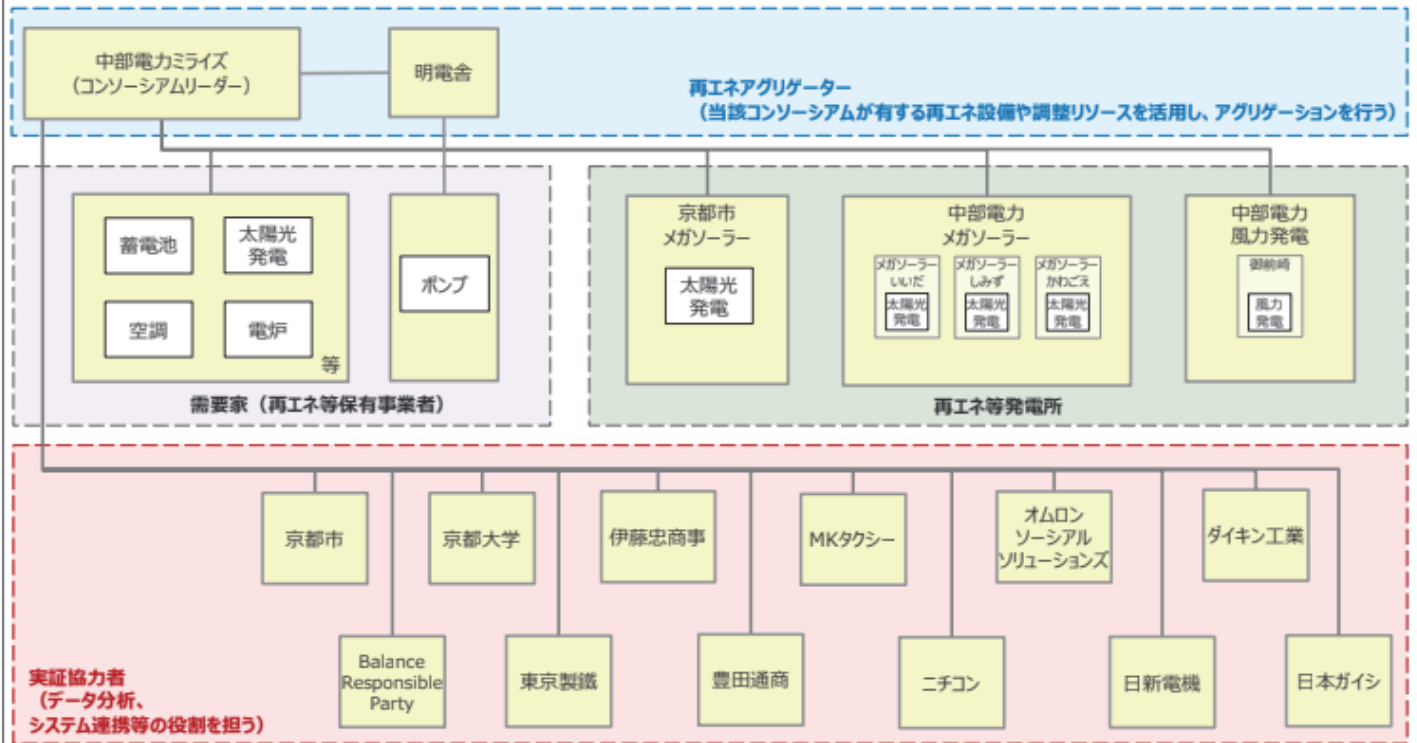 中部電力ミライズ
（コンソーシアムリーダー）
明電舎
再エネアグリゲーター
（当該コンソーシアムが有する再エネ設備や調整リソースを活用し、アグリゲーションを行う）
蓄電池
太陽光
発電
空調
電炉
等
ポンプ
需要家（再エネ等保有事業者）
京都市
メガソーラー
太陽光
発電
中部電力
メガソーラー
メガソーラー
いいだ
太陽光
発電
メガソーラー
しみず
太陽光
発電
メガソーラー
かわごえ
太陽光
発電
中部電力
風力発電
御前崎
風力
発電
再エネ等発電所
京都市
京都大学
伊藤忠商事
MKタクシー
オムロン
ソーシアル
ソリューションズ
ダイキン工業
Balance
Responsible
Party
東京製鐵
豊田通商
ニチコン
日新電機
日本ガイシ
実証協力者
（データ分析、
システム連携等の役割を担う）